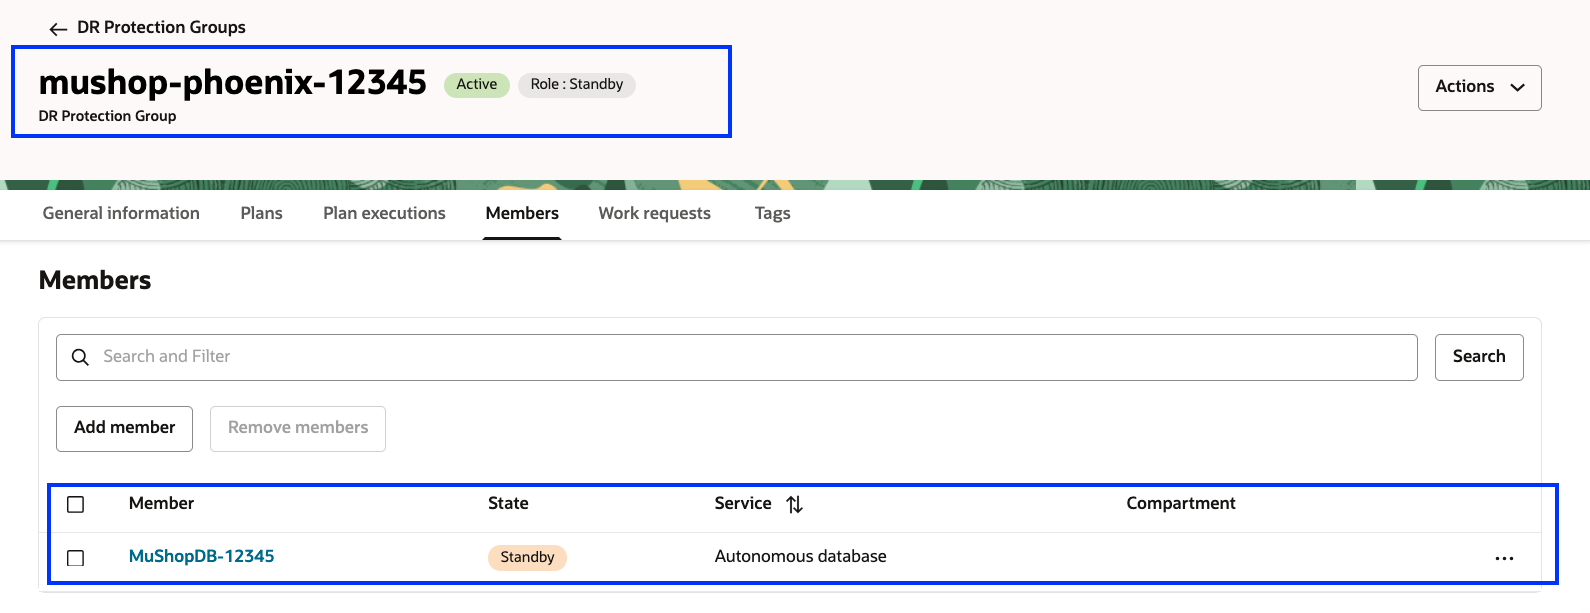 DR Protection Groups
mushop-phoenix-12345 Active Role : Standby
DR Protection Group
Actions
General information Plans Plan executions Members Work requests Tags
Members
Search and Filter Search
Add member Remove members
Member State Service Compartment
MuShopDB-12345 Standby Autonomous database